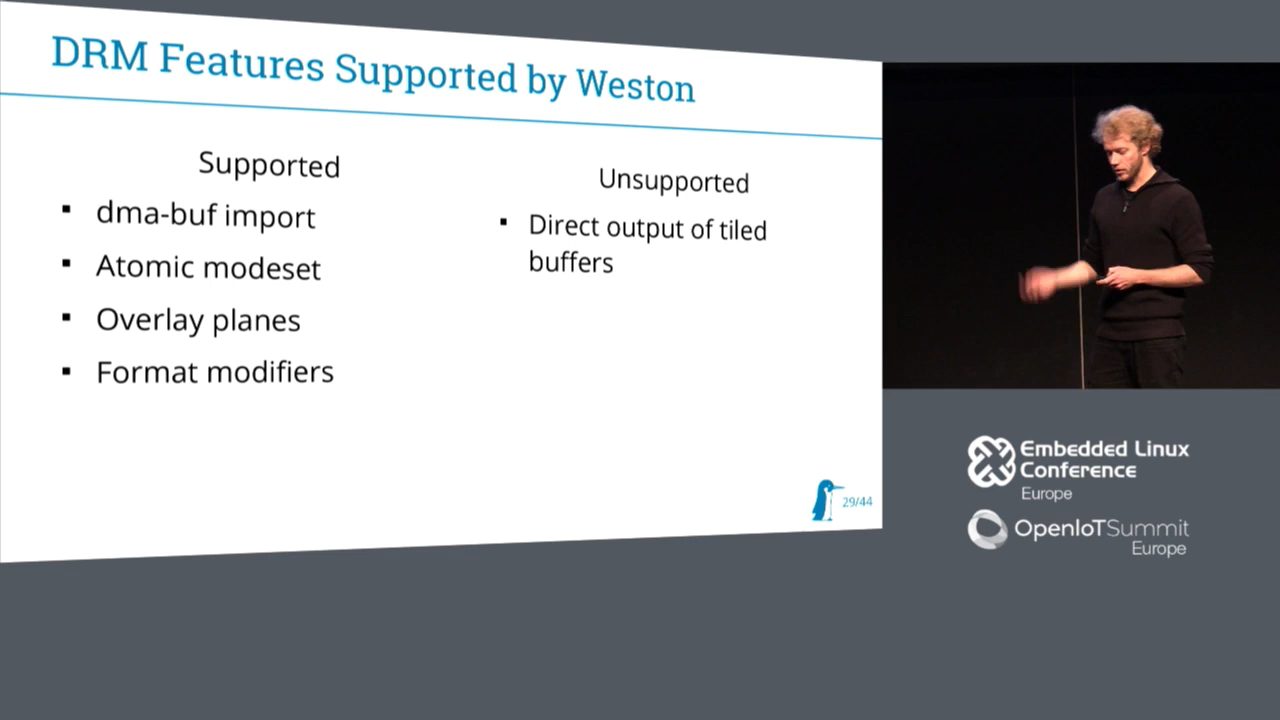 DRM Features Supported by Weston
Supported
▪ dma-buf import
▪ Atomic modeset
▪ Overlay planes
▪ Format modifiers
Unsupported
▪ Direct output of tiled
buffers
29/44
Embedded Linux
Conference
Europe
OpenIoTSummit
Europe